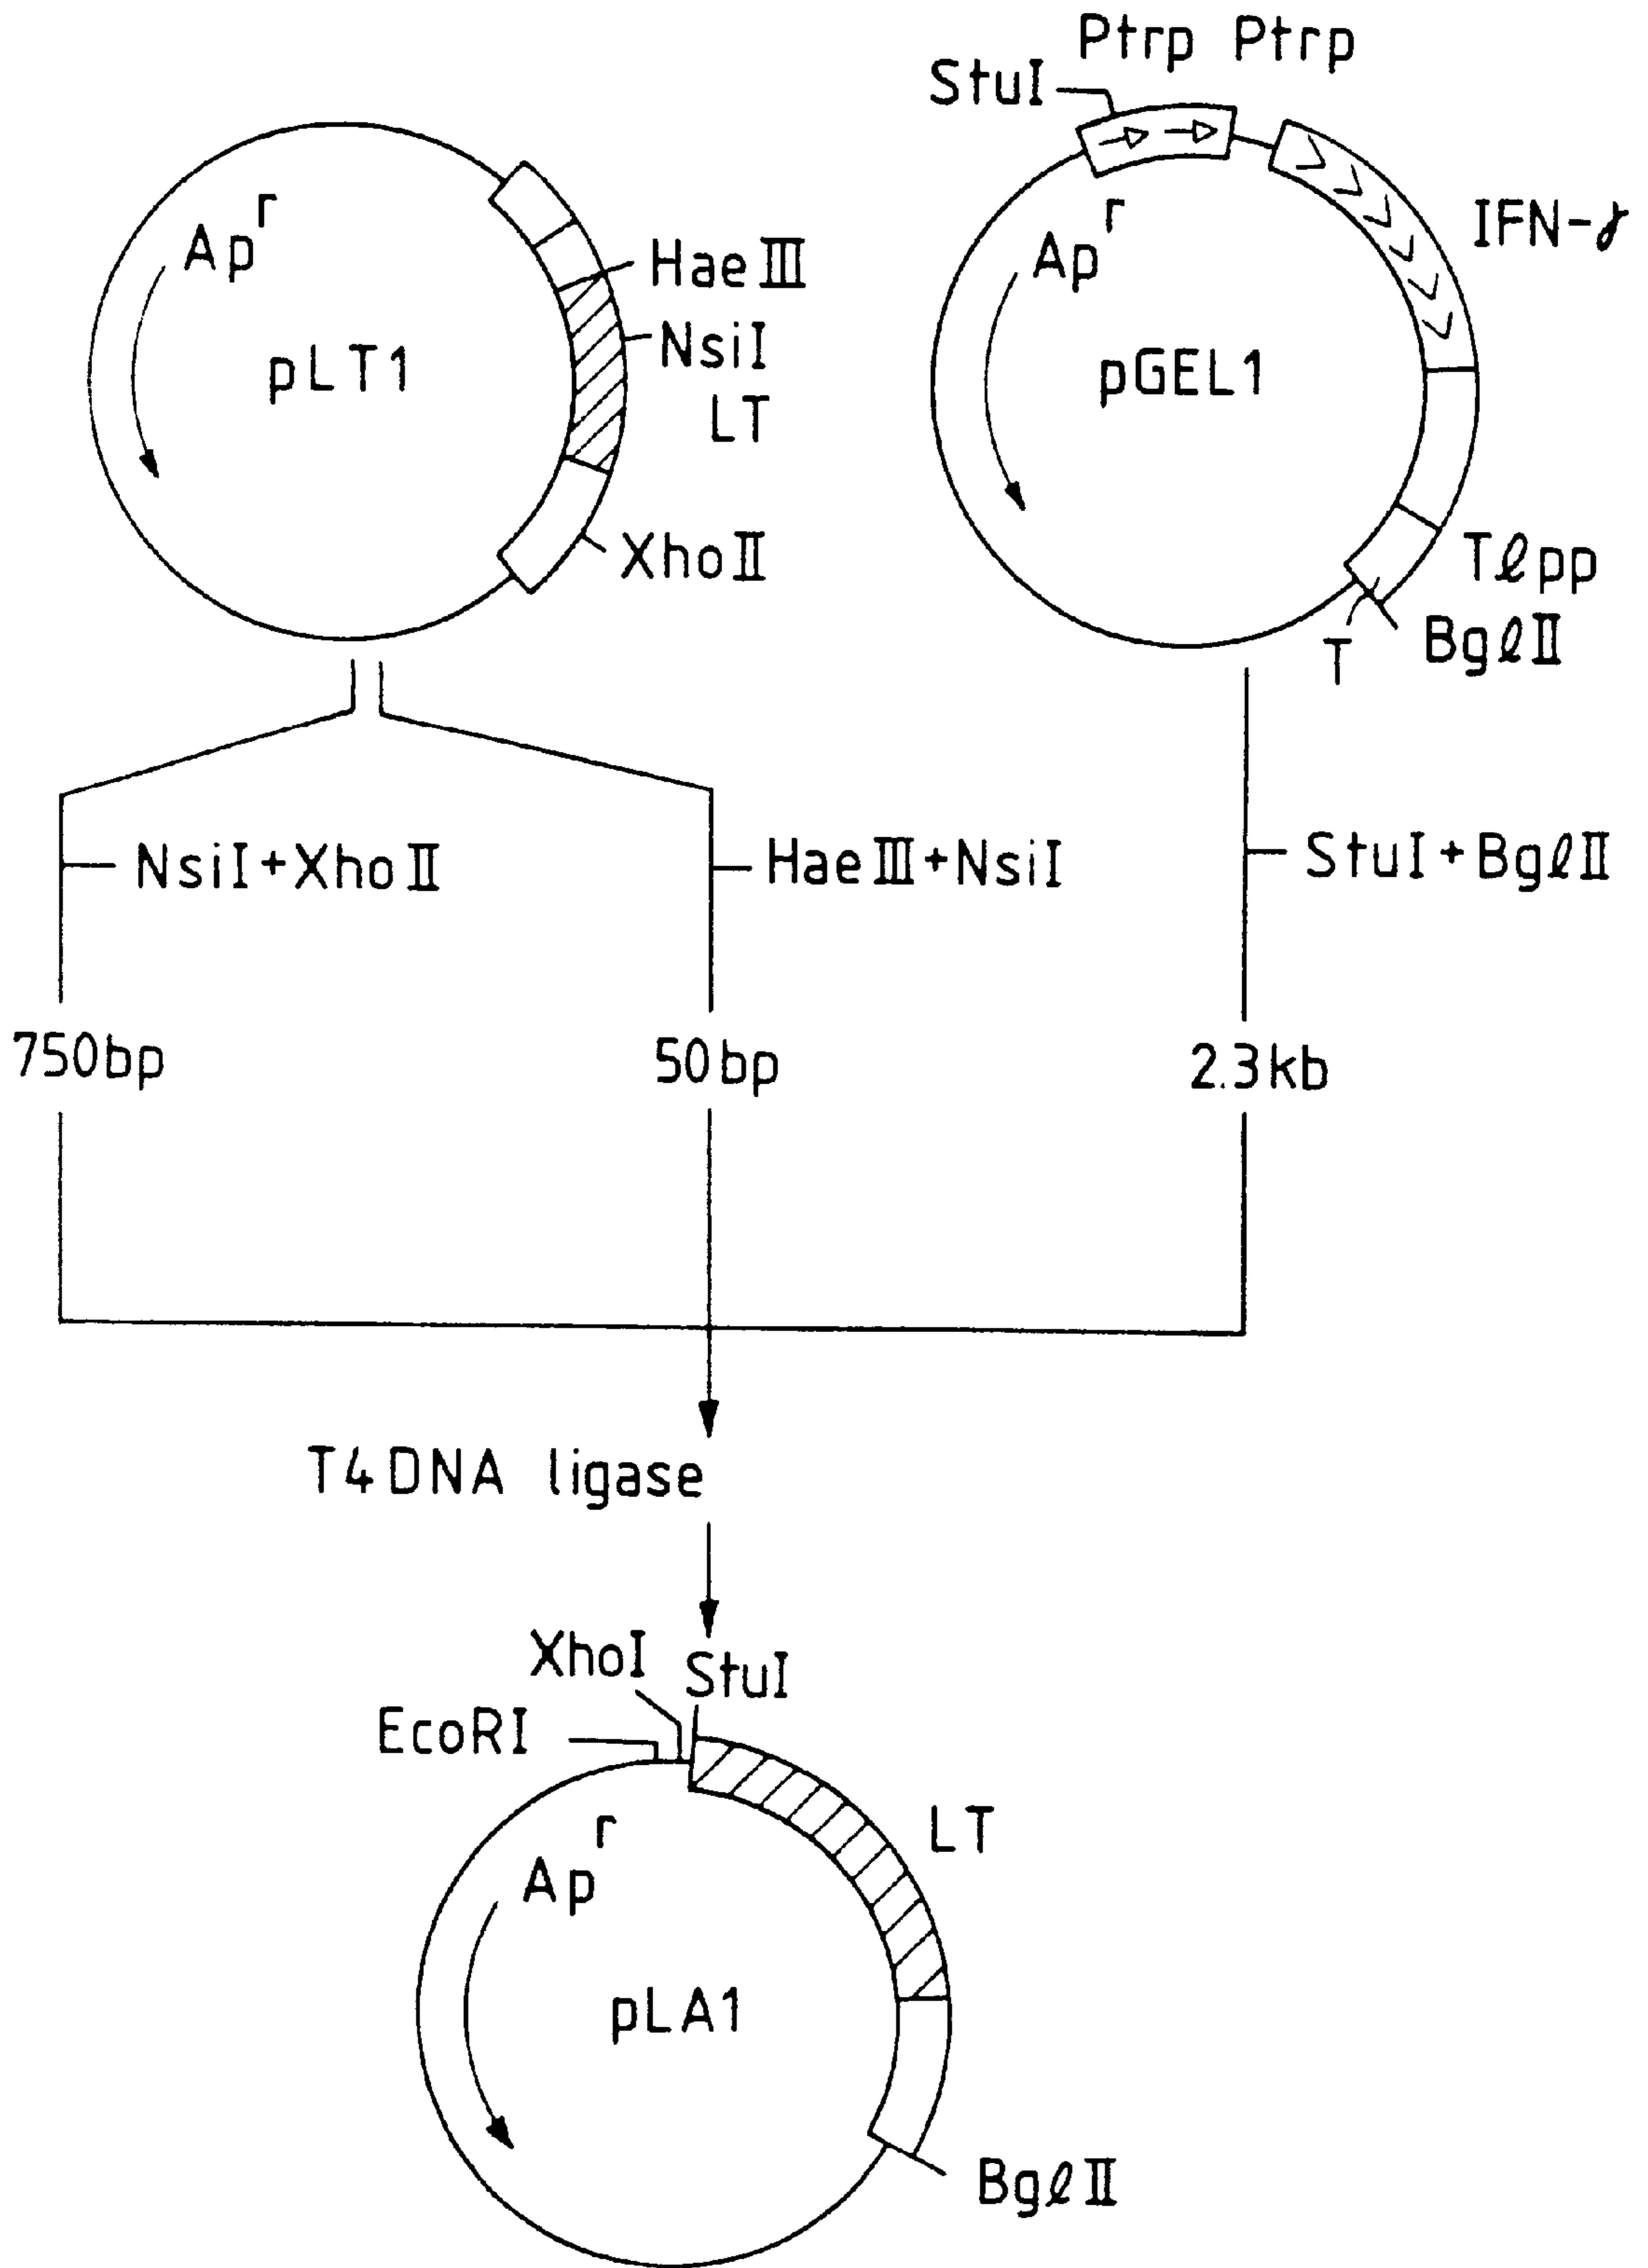 Ptrp Ptrp
StuI
Ap r
HaeIII
NsiI
pLT1
LT
XhoII
Ap r
IFN-γ
pGEL1
Tlpp
T
BglII
NsiI+XhoII
HaeIII+NsiI
StuI+BglII
750bp
50bp
2.3kb
T4 DNA ligase
XhoI
StuI
EcoRI
Ap r
LT
pLA1
BglII